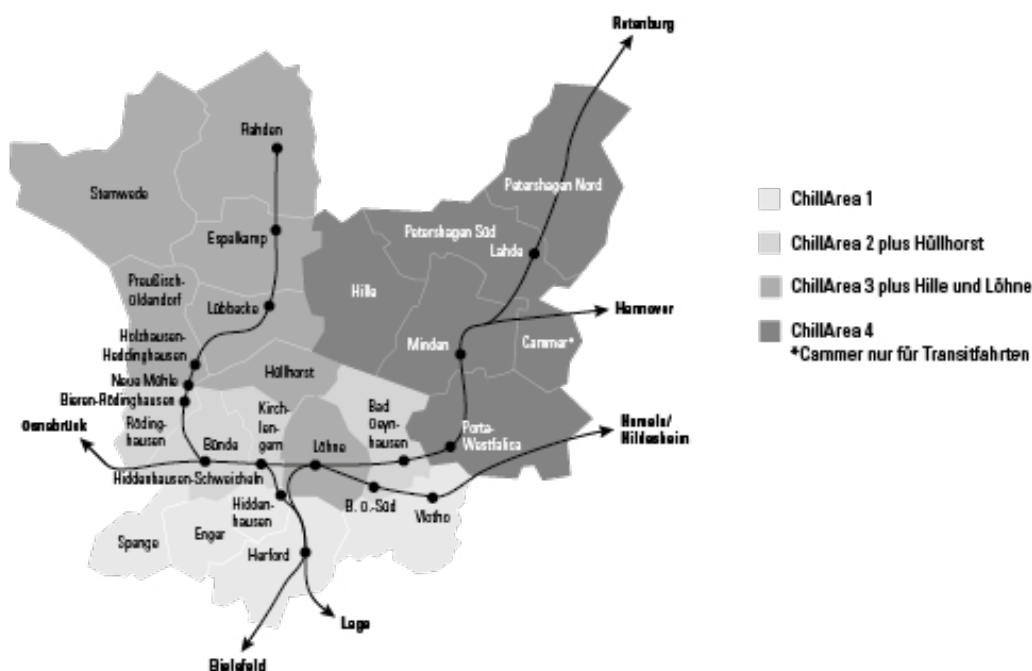 Rotenburg
Rahden
Stemwede
Petershagen Nord
ChillArea 1
Espelkamp
Petershagen Süd
Lahde
ChillArea 2 plus Hüllhorst
Preußisch-
Oldendorf
Hille
ChillArea 3 plus Hille und Löhne
Lübbecke
Hannover
Holzhausen-
Heddinghausen
Minden
Cammer*
ChillArea 4
*Cammer nur für Transitfahrten
Neue Mühle
Hüllhorst
Bieren-Rödinghausen
Osnabrück
Röding-
hausen
Bünde
Kirch-
lengern
Löhne
Bad
Oeyn-
hausen
Porta-
Westfalica
Hameln/
Hildesheim
Hiddenhausen-Schweicheln
Hidden-
hausen
B. O.-Süd
Vlotho
Spenge
Enger
Herford
Lage
Bielefeld